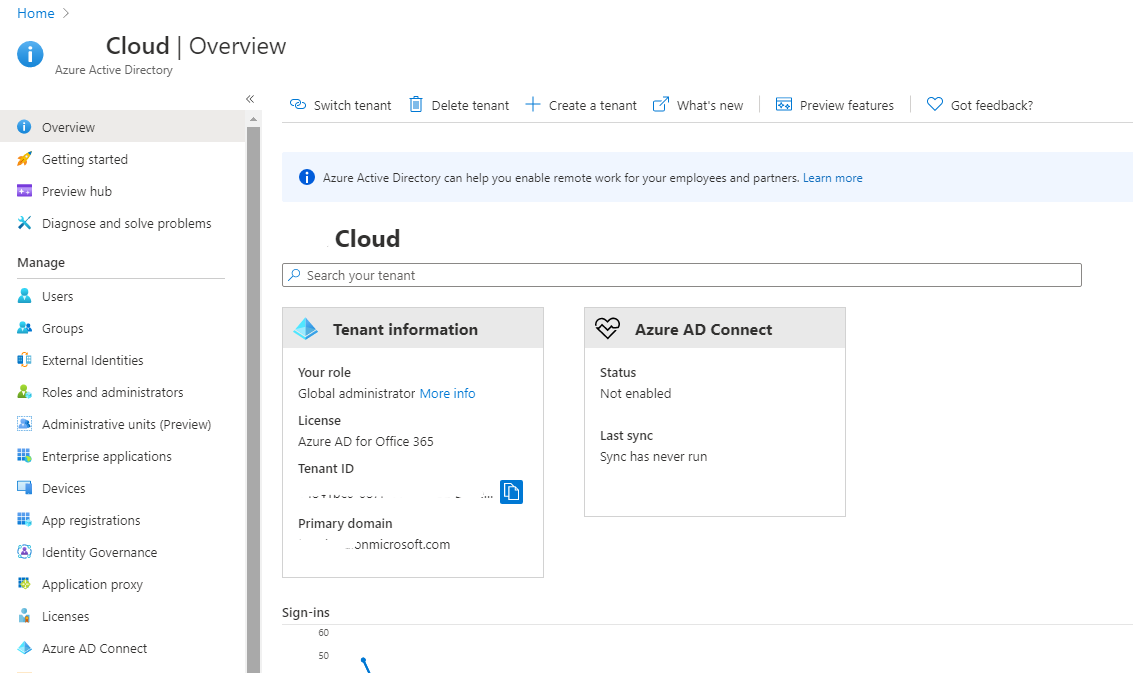 Home
Cloud | Overview
Azure Active Directory
Switch tenant
Delete tenant
Create a tenant
What's new
Preview features
Got feedback?
Overview
Getting started
Preview hub
Diagnose and solve problems
Manage
Users
Groups
External Identities
Roles and administrators
Administrative units (Preview)
Enterprise applications
Devices
App registrations
Identity Governance
Application proxy
Licenses
Azure AD Connect
Azure Active Directory can help you enable remote work for your employees and partners. Learn more
Cloud
Search your tenant
Tenant information
Your role
Global administrator More info
License
Azure AD for Office 365
Tenant ID
Primary domain
.onmicrosoft.com
Azure AD Connect
Status
Not enabled
Last sync
Sync has never run
Sign-ins
60
50